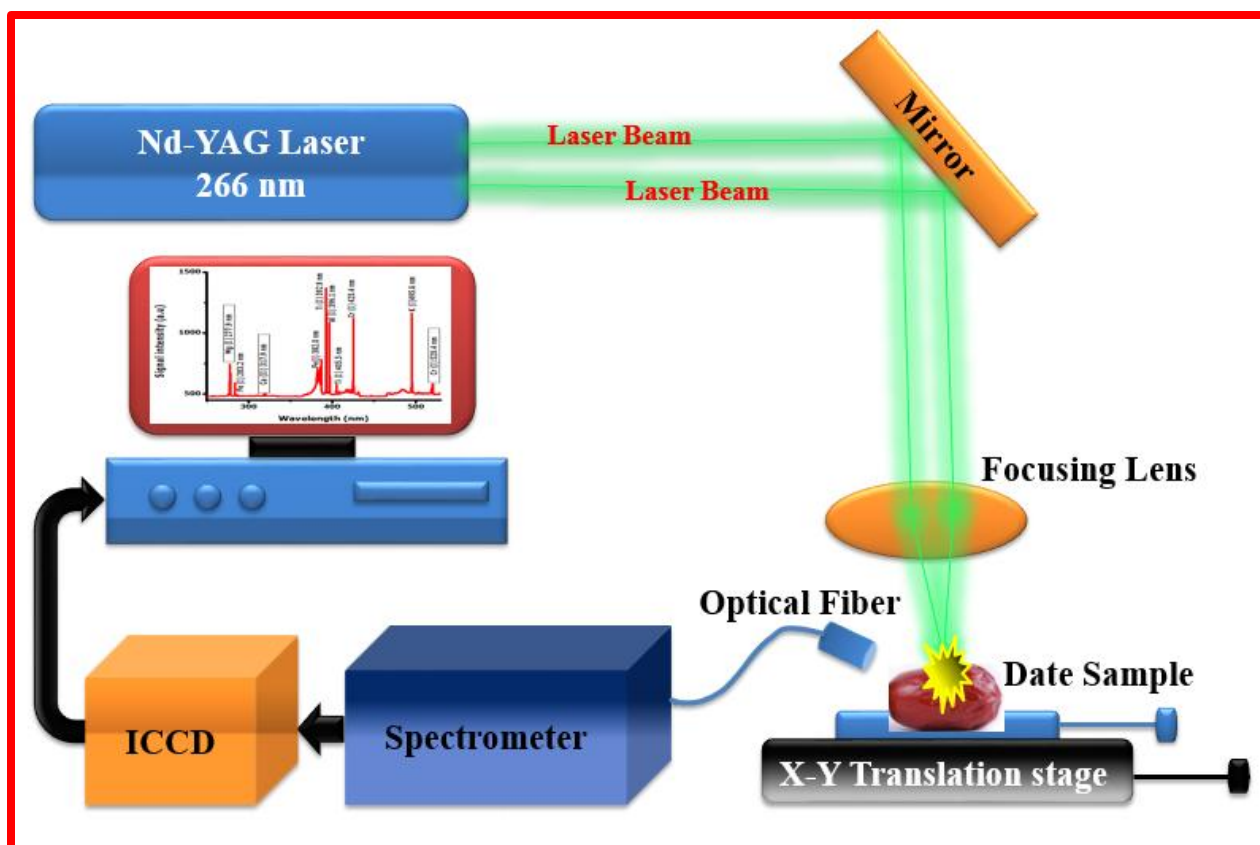 Nd-YAG Laser
266 nm
Laser Beam
Laser Beam
Mirror
1500
1000
500
Signal intensity (a.u)
300
400
500
Wavelength (nm)
Focusing Lens
Optical Fiber
Date Sample
ICCD
Spectrometer
X-Y Translation stage